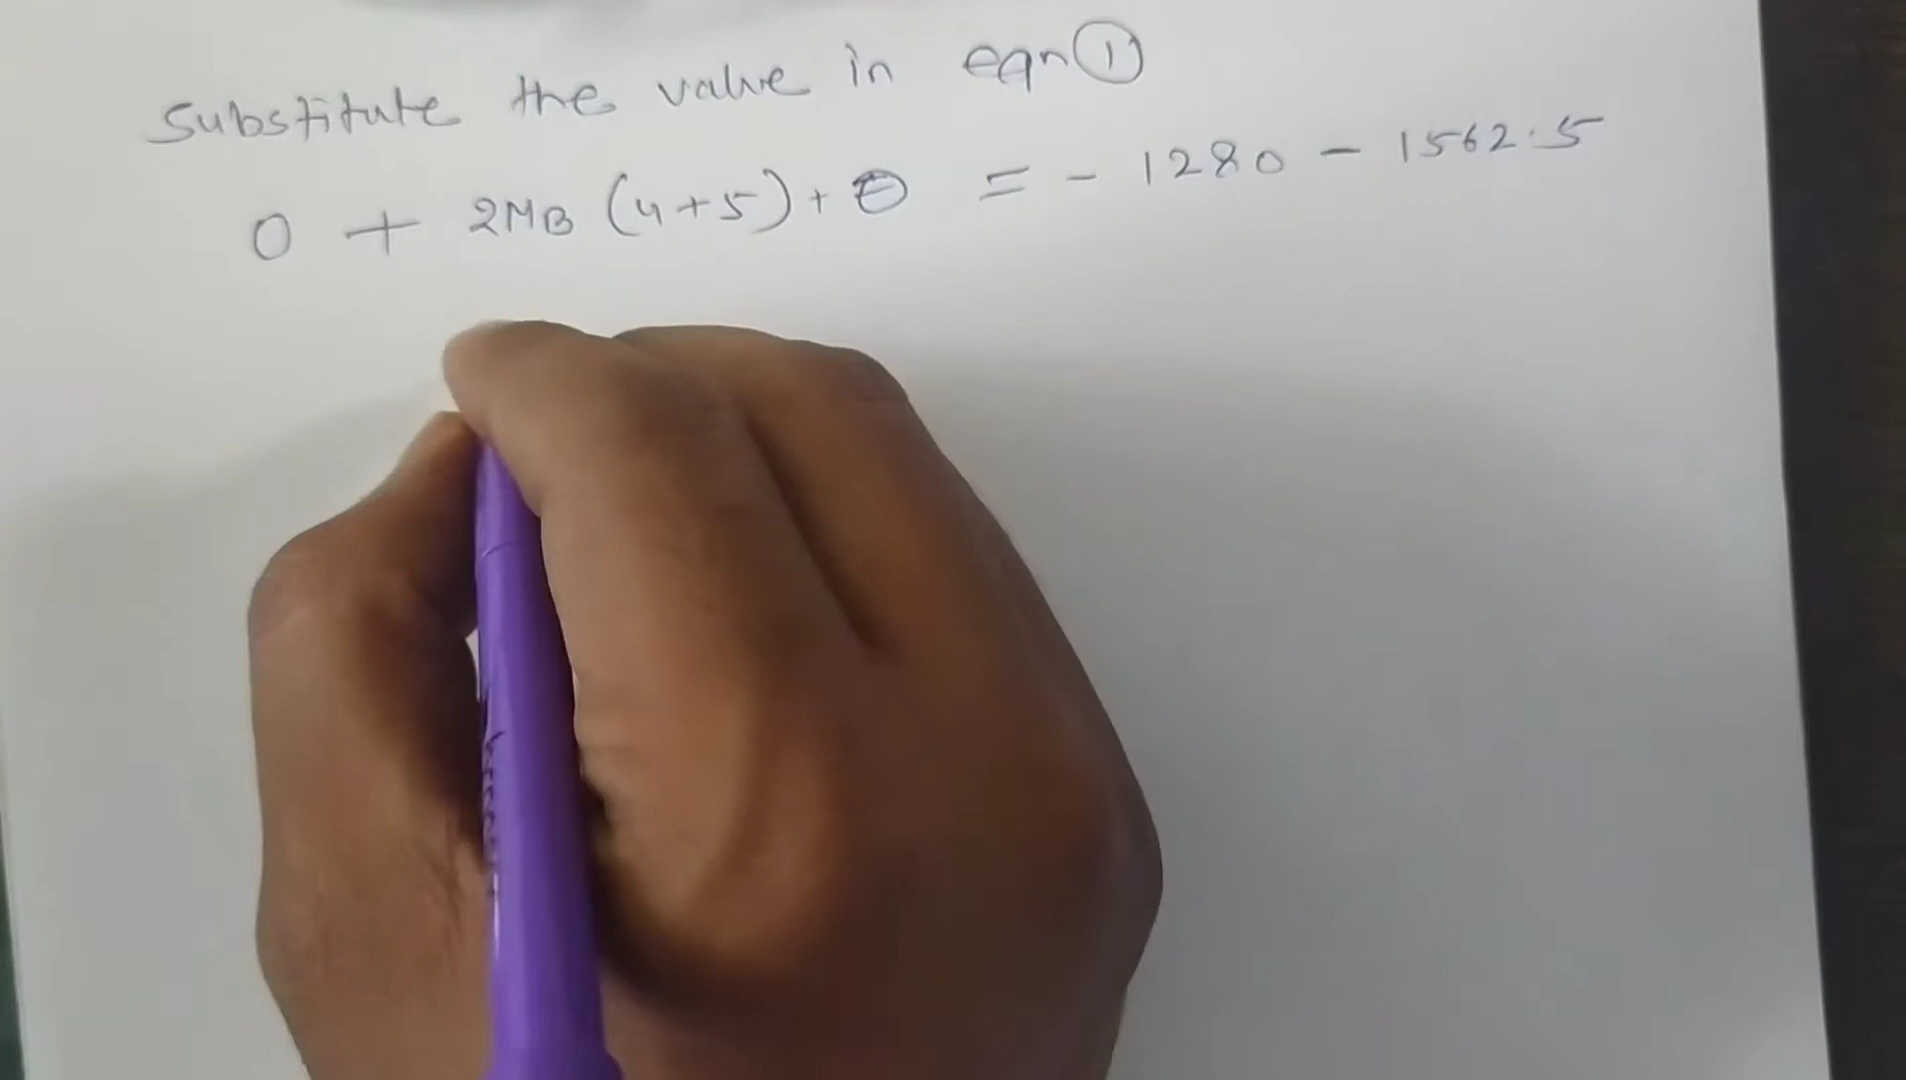 Substitute the value in eqn ①
0 + 2MB (4+5) + 0 = - 1280 - 1562.5